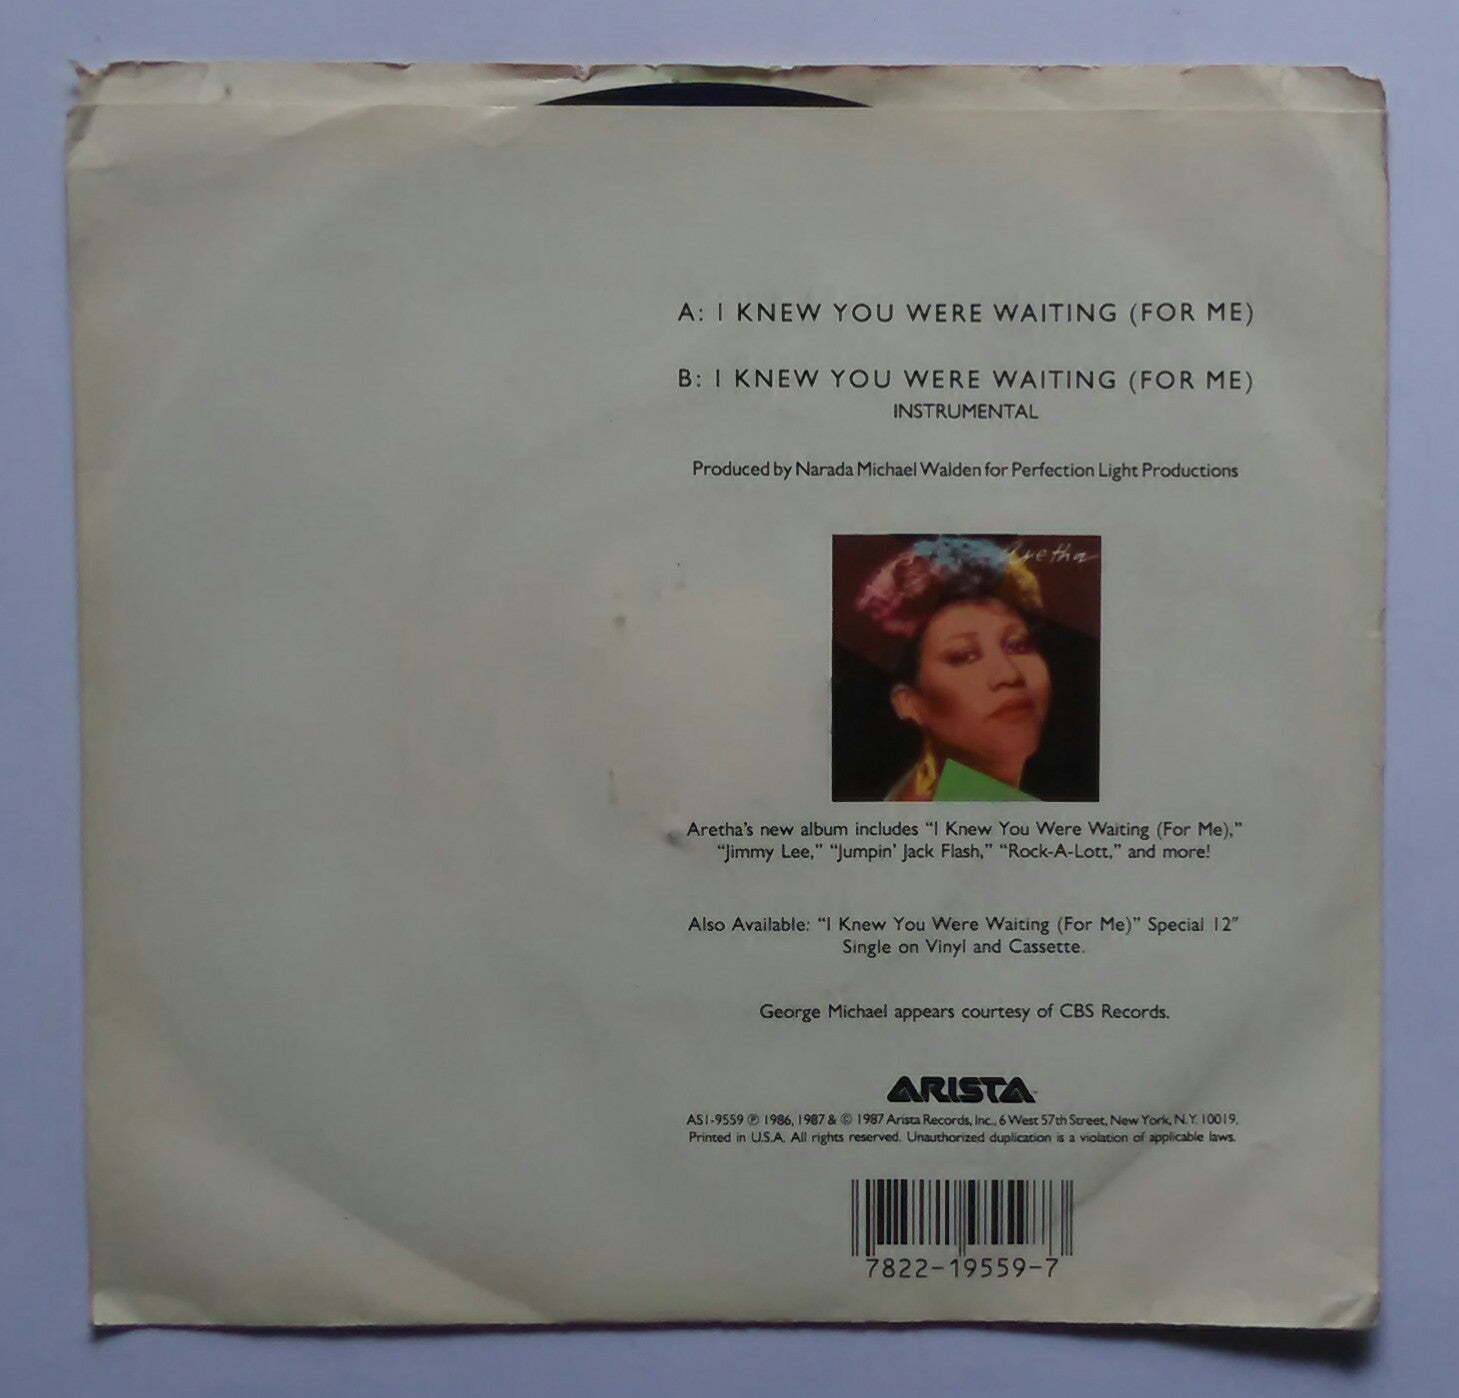 A: I KNEW YOU WERE WAITING (FOR ME)
B: I KNEW YOU WERE WAITING (FOR ME)
INSTRUMENTAL
Produced by Narada Michael Walden for Perfection Light Productions
Aretha
Aretha's new album includes “I Knew You Were Waiting (For Me),”
“Jimmy Lee,” “Jumpin' Jack Flash,” “Rock-A-Lott,” and more!
Also Available: “I Knew You Were Waiting (For Me)” Special 12″
Single on Vinyl and Cassette.
George Michael appears courtesy of CBS Records.
ARISTA™
AS1-9559 ℗ 1986, 1987 & © 1987 Arista Records, Inc., 6 West 57th Street, New York, N.Y. 10019.
Printed in U.S.A. All rights reserved. Unauthorized duplication is a violation of applicable laws.
7822-19559-7